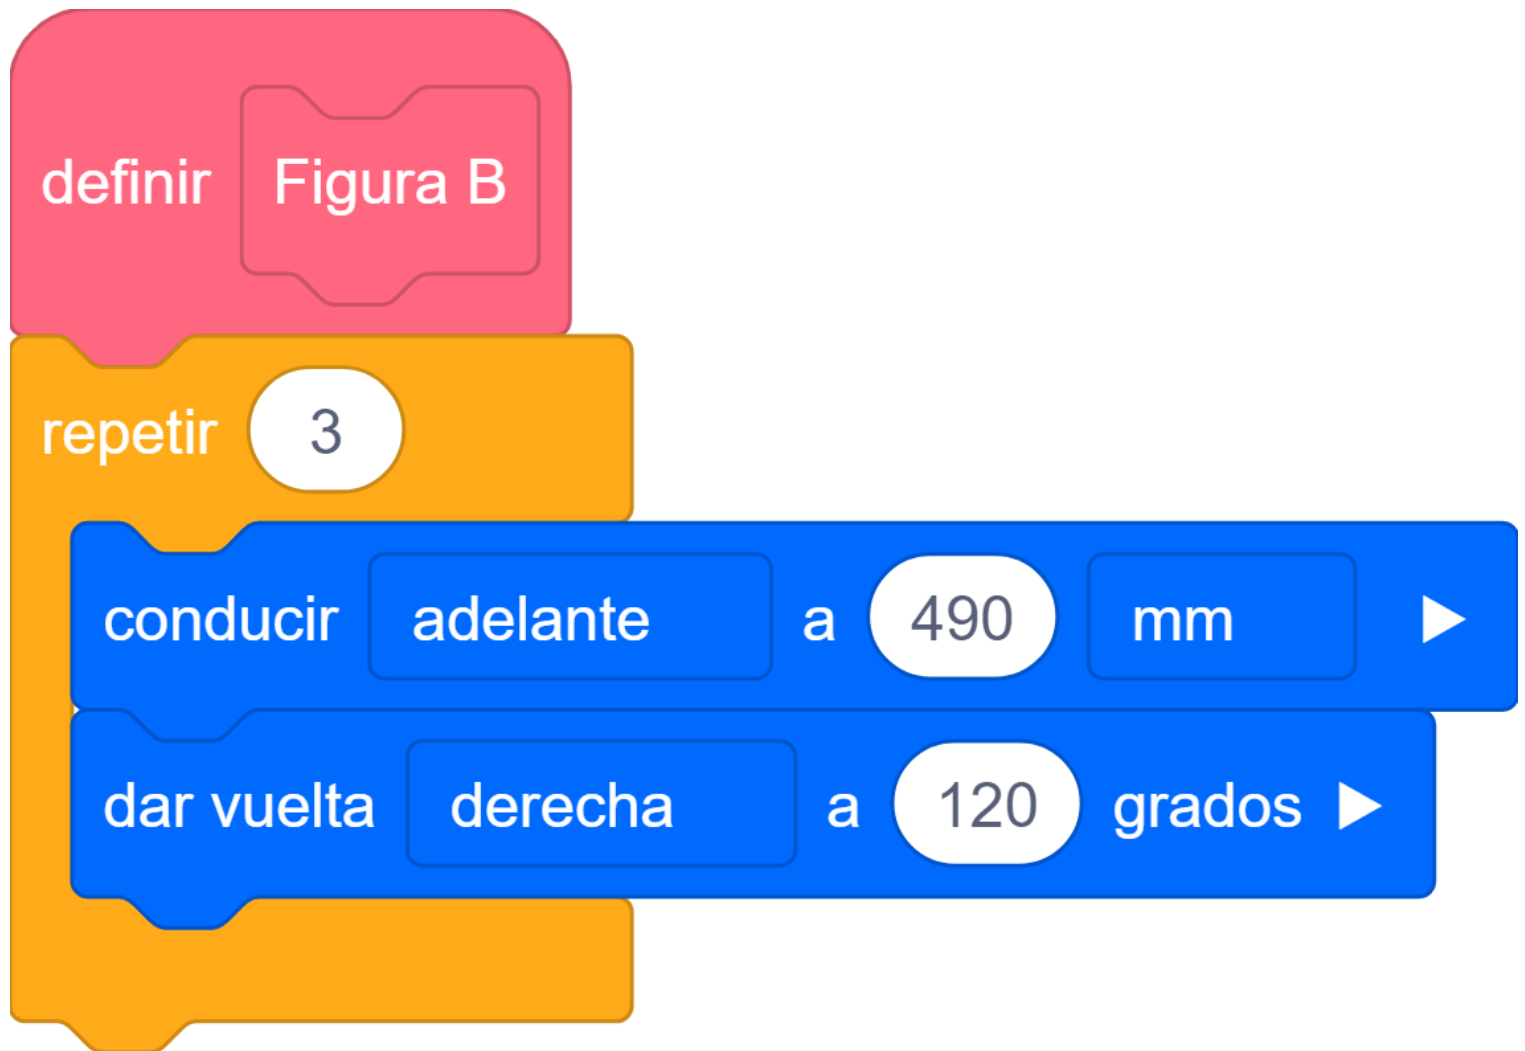 definir Figura B
repetir 3
conducir adelante a 490 mm
dar vuelta derecha a 120 grados